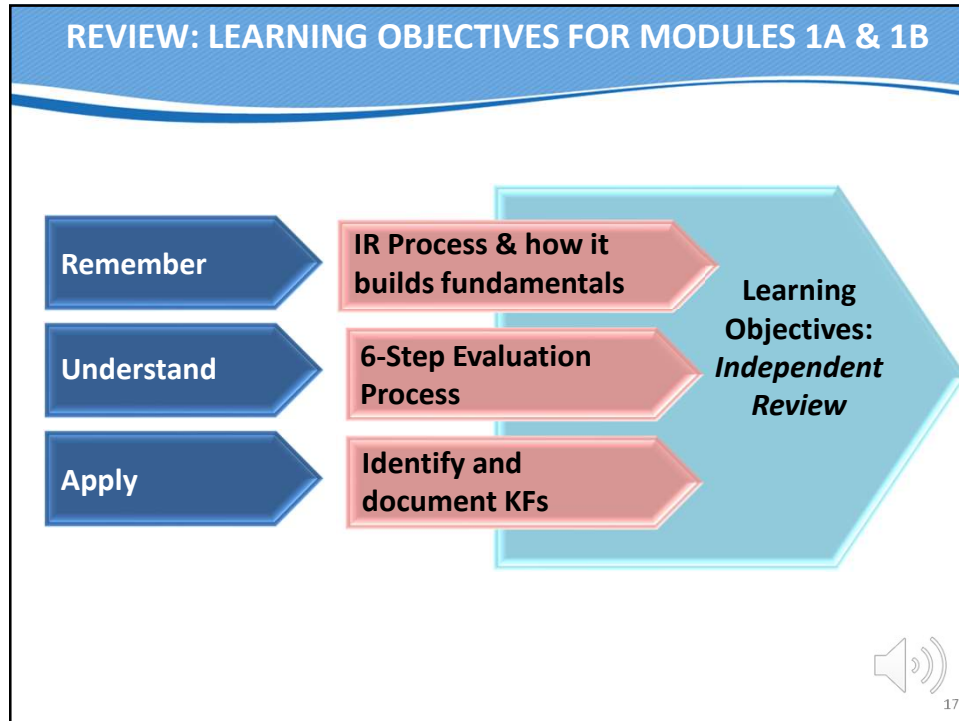 REVIEW: LEARNING OBJECTIVES FOR MODULES 1A & 1B
Remember
IR Process & how it
builds fundamentals
Understand
6-Step Evaluation
Process
Apply
Identify and
document KFs
Learning
Objectives:
Independent
Review
17